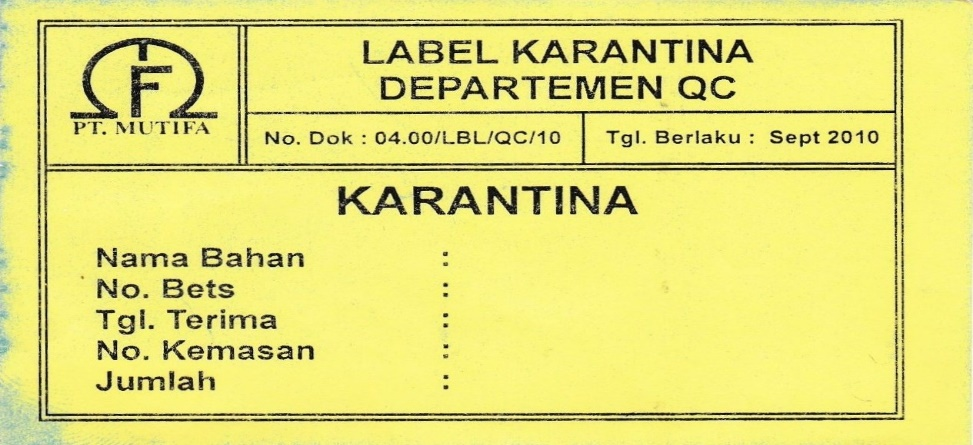 F
PT. MUTIFA
LABEL KARANTINA
DEPARTEMEN QC
No. Dok : 04.00/LBL/QC/10
Tgl. Berlaku : Sept 2010
KARANTINA
Nama Bahan :
No. Bets :
Tgl. Terima :
No. Kemasan :
Jumlah :